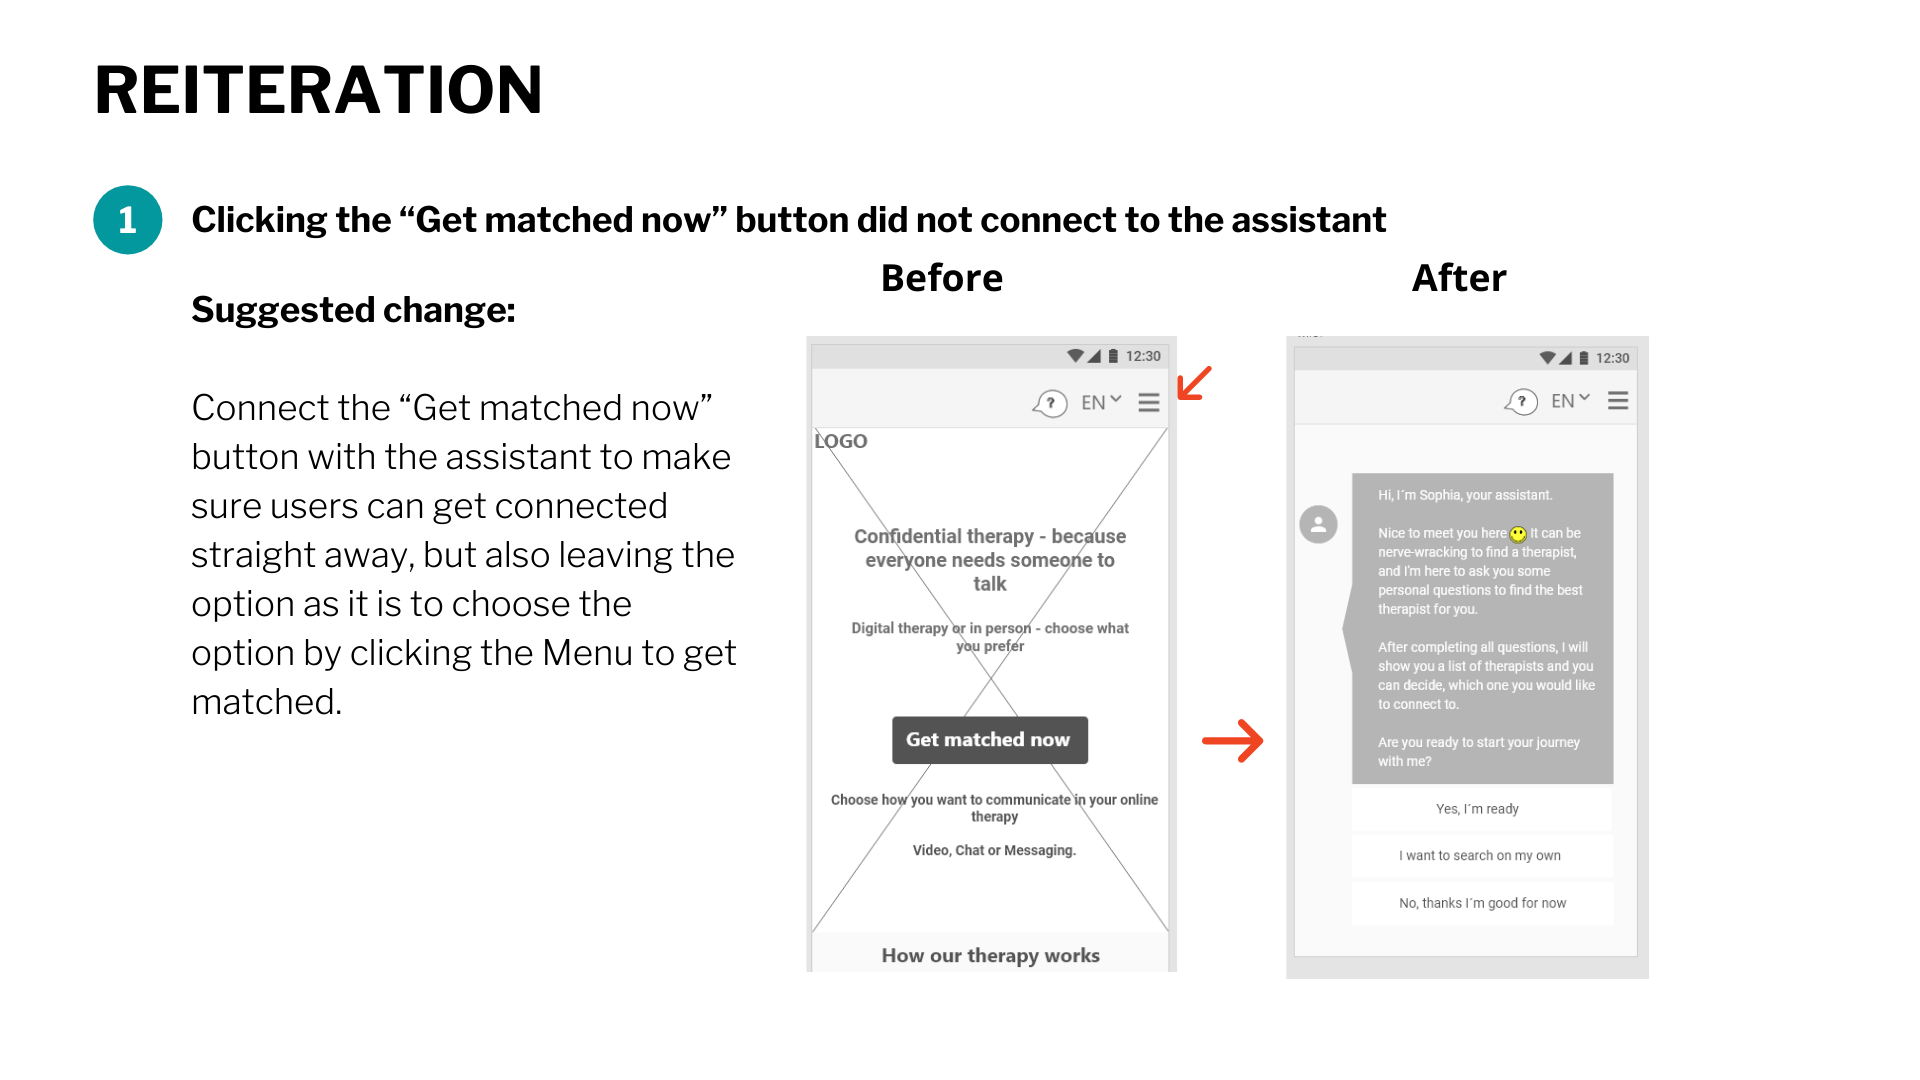 REITERATION
1
Clicking the “Get matched now” button did not connect to the assistant
Suggested change:
Connect the “Get matched now”
button with the assistant to make
sure users can get connected
straight away, but also leaving the
option as it is to choose the
option by clicking the Menu to get
matched.
Before
12:30
? EN
LOGO
Confidential therapy - because
everyone needs someone to
talk
Digital therapy or in person - choose what
you prefer
Get matched now
Choose how you want to communicate in your online
therapy
Video, Chat or Messaging.
How our therapy works
After
12:30
? EN
Hi, I´m Sophia, your assistant.
Nice to meet you here It can be
nerve-wracking to find a therapist,
and I'm here to ask you some
personal questions to find the best
therapist for you.
After completing all questions, I will
show you a list of therapists and you
can decide, which one you would like
to connect to.
Are you ready to start your journey
with me?
Yes, I´m ready
I want to search on my own
No, thanks I´m good for now